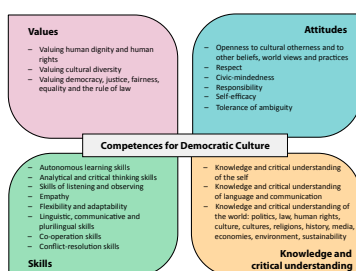 Values
– Valuing human dignity and human
rights
– Valuing cultural diversity
– Valuing democracy, justice, fairness,
equality and the rule of law
Attitudes
– Openness to cultural otherness and to
other beliefs, world views and practices
– Respect
– Civic-mindedness
– Responsibility
– Self-efficacy
– Tolerance of ambiguity
Competences for Democratic Culture
– Autonomous learning skills
– Analytical and critical thinking skills
– Skills of listening and observing
– Empathy
– Flexibility and adaptability
– Linguistic, communicative and
plurilingual skills
– Co-operation skills
– Conflict-resolution skills
Skills
– Knowledge and critical understanding
of the self
– Knowledge and critical understanding
of language and communication
– Knowledge and critical understanding of
the world: politics, law, human rights,
culture, cultures, religions, history, media,
economies, environment, sustainability
Knowledge and
critical understanding